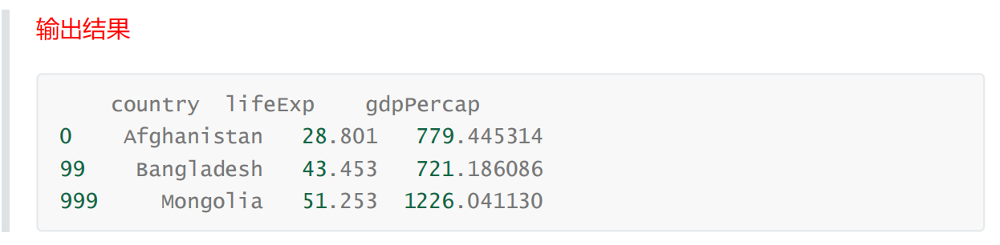 输出结果
country lifeExp gdpPercap
0 Afghanistan 28.801 779.445314
99 Bangladesh 43.453 721.186086
999 Mongolia 51.253 1226.041130